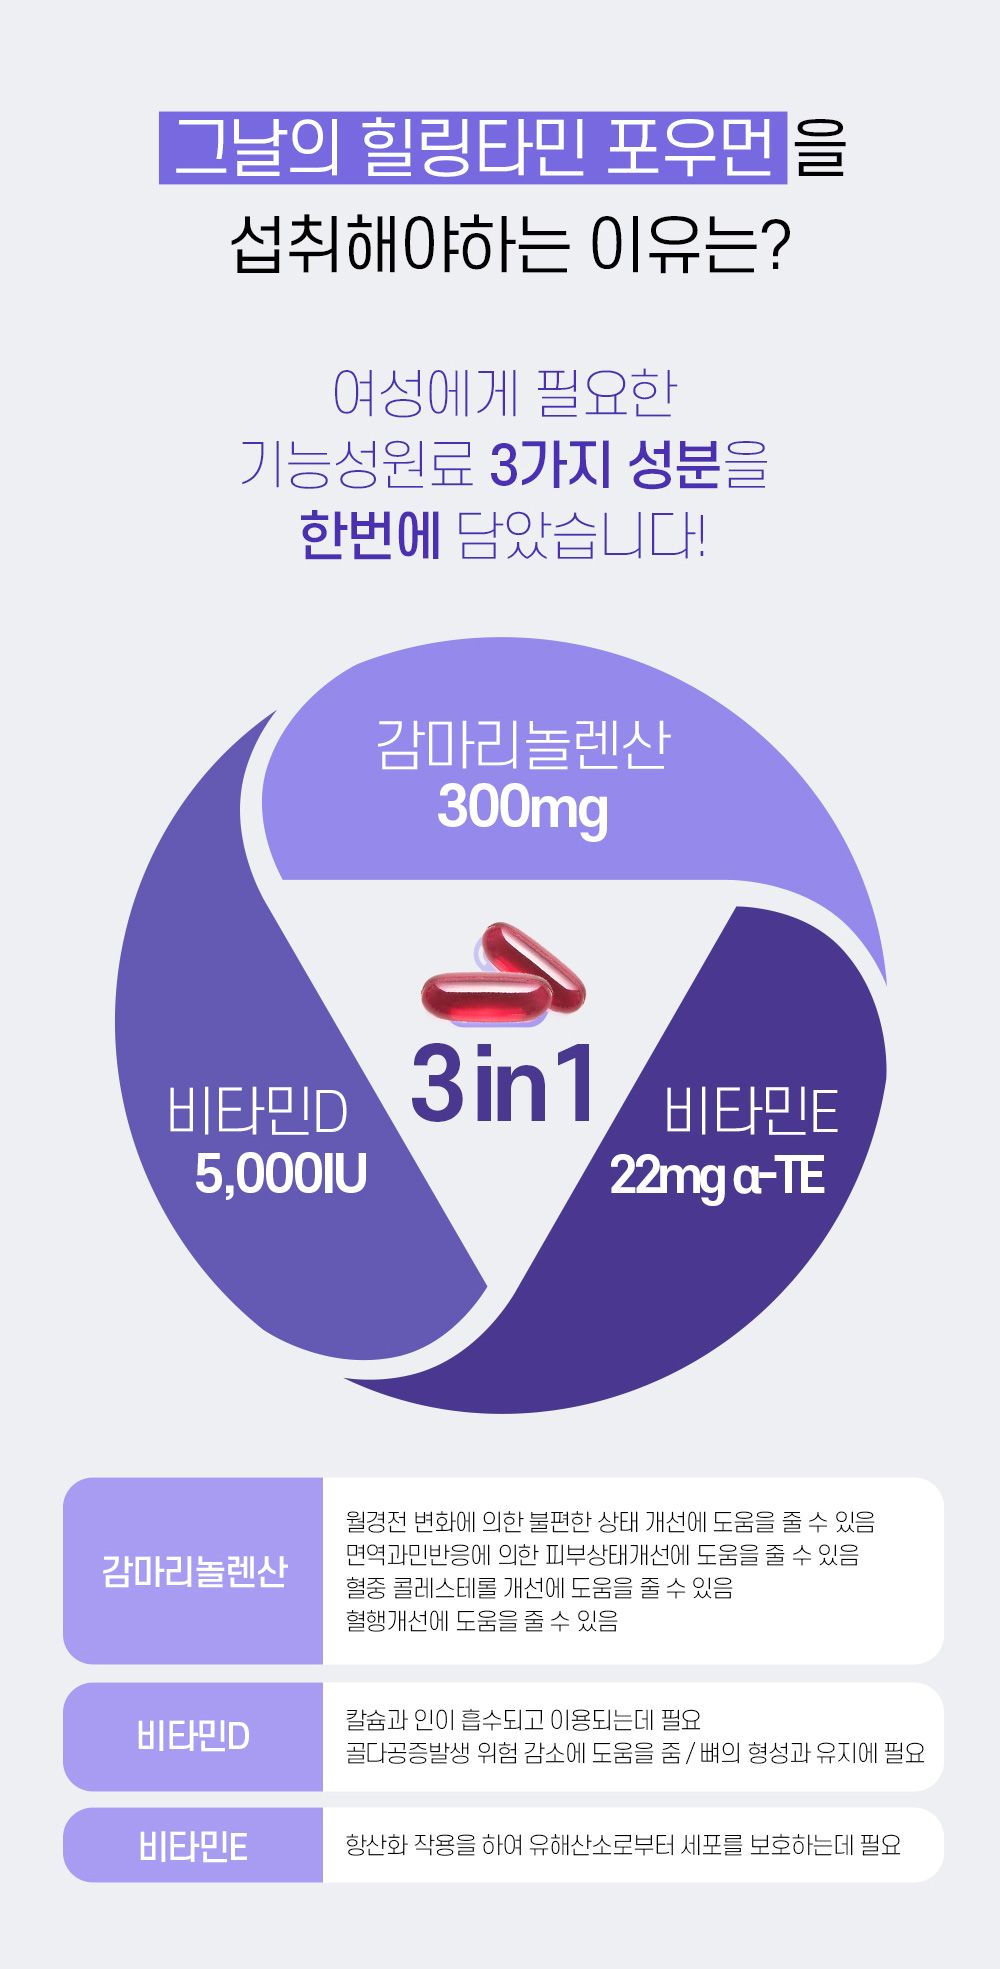 그날의 힐링타민 포우먼을
섭취해야하는 이유는?
여성에게 필요한
기능성원료 3가지 성분을
한번에 담았습니다!
감마리놀렌산
300mg
3in1
비타민D
5,000IU
비타민E
22mg α-TE
감마리놀렌산
월경전 변화에 의한 불편한 상태 개선에 도움을 줄 수 있음
면역과민반응에 의한 피부상태개선에 도움을 줄 수 있음
혈중 콜레스테롤 개선에 도움을 줄 수 있음
혈행개선에 도움을 줄 수 있음
비타민D
칼슘과 인이 흡수되고 이용되는데 필요
골다공증발생 위험 감소에 도움을 줌 / 뼈의 형성과 유지에 필요
비타민E
항산화 작용을 하여 유해산소로부터 세포를 보호하는데 필요